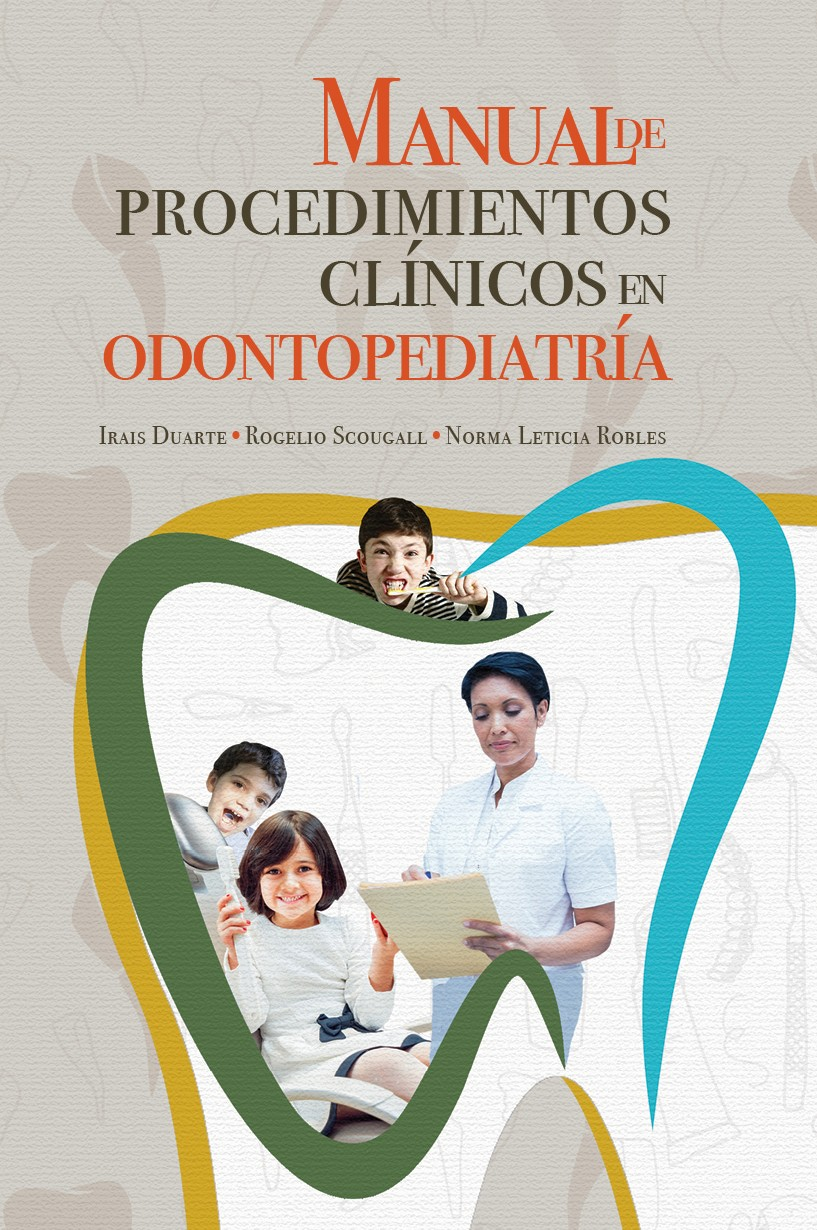 MANUAL DE
PROCEDIMIENTOS
CLÍNICOS EN
ODONTOPEDIATRÍA
IRAIS DUARTE • ROGELIO SCOUGALL • NORMA LETICIA ROBLES